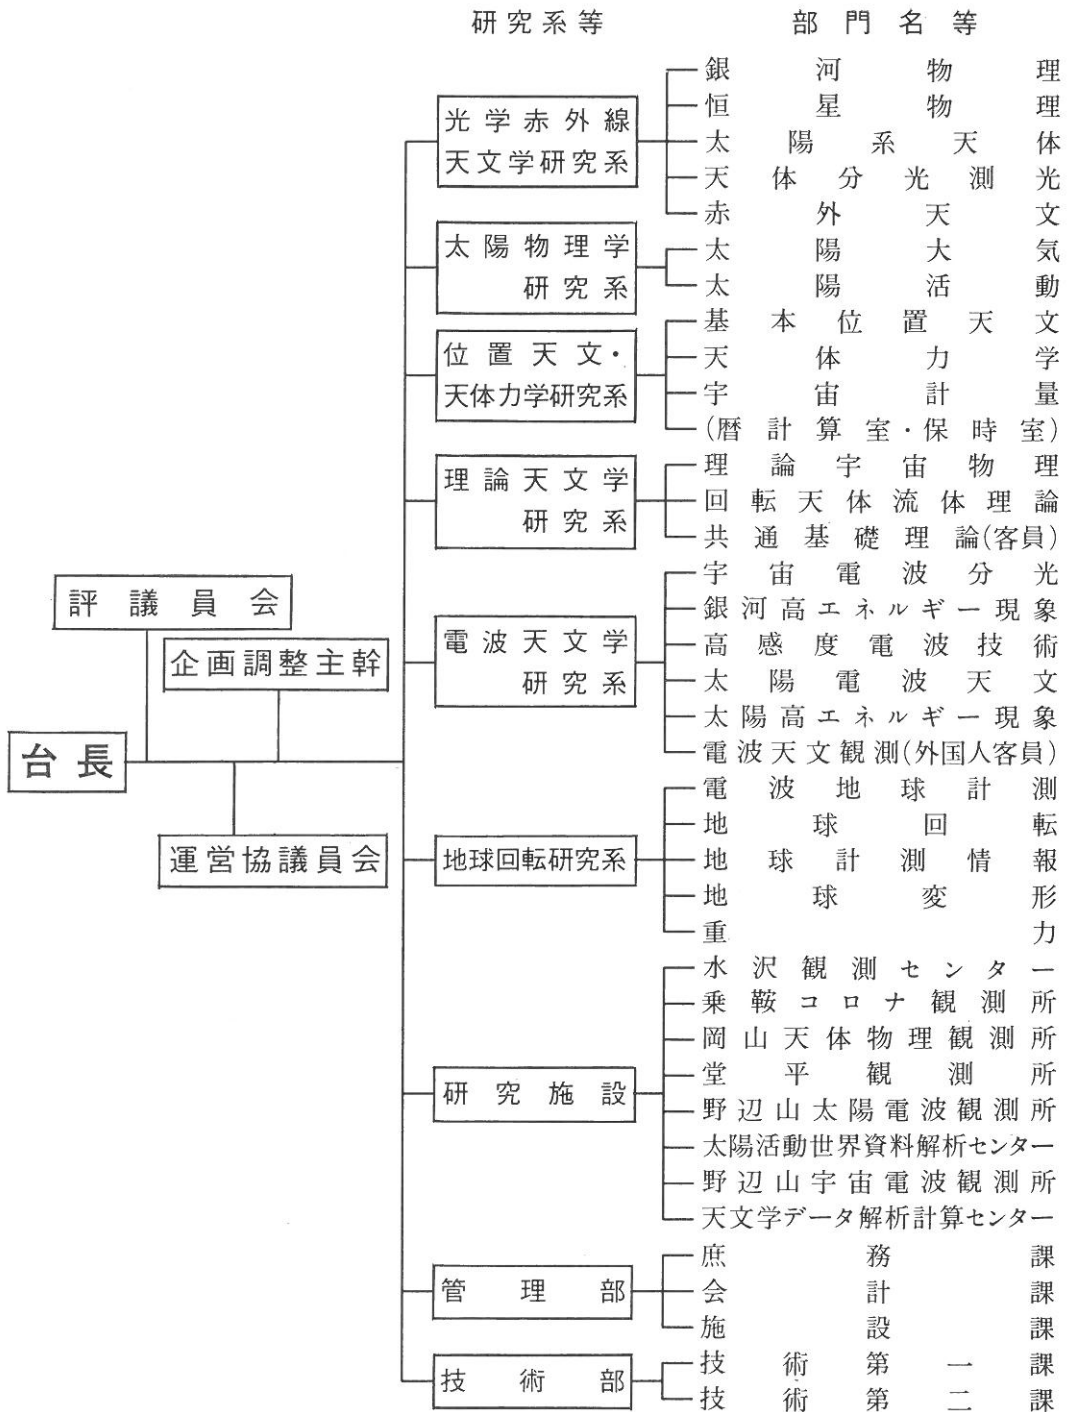 研究系等
部門名等
光学赤外線
天文学研究系
銀河物理
恒星物理
太陽系天体
天体分光測光
赤外天文
太陽物理学
研究系
太陽大気
太陽活動
位置天文・
天体力学研究系
基本位置天文
天体力学
宇宙計量
(暦計算室・保時室)
理論天文学
研究系
理論宇宙物理
回転天体流体理論
共通基礎理論(客員)
電波天文学
研究系
宇宙電波分光
銀河高エネルギー現象
高感度電波技術
太陽電波天文
太陽高エネルギー現象
電波天文観測(外国人客員)
評議員会
企画調整主幹
台長
運営協議員会
地球回転研究系
電波地球計測
地球回転
地球計測情報
地球変形
重力
研究施設
水沢観測センター
乗鞍コロナ観測所
岡山天体物理観測所
堂平観測所
野辺山太陽電波観測所
太陽活動世界資料解析センター
野辺山宇宙電波観測所
天文学データ解析計算センター
管理部
庶務課
会計課
施設課
技術部
技術第一課
技術第二課